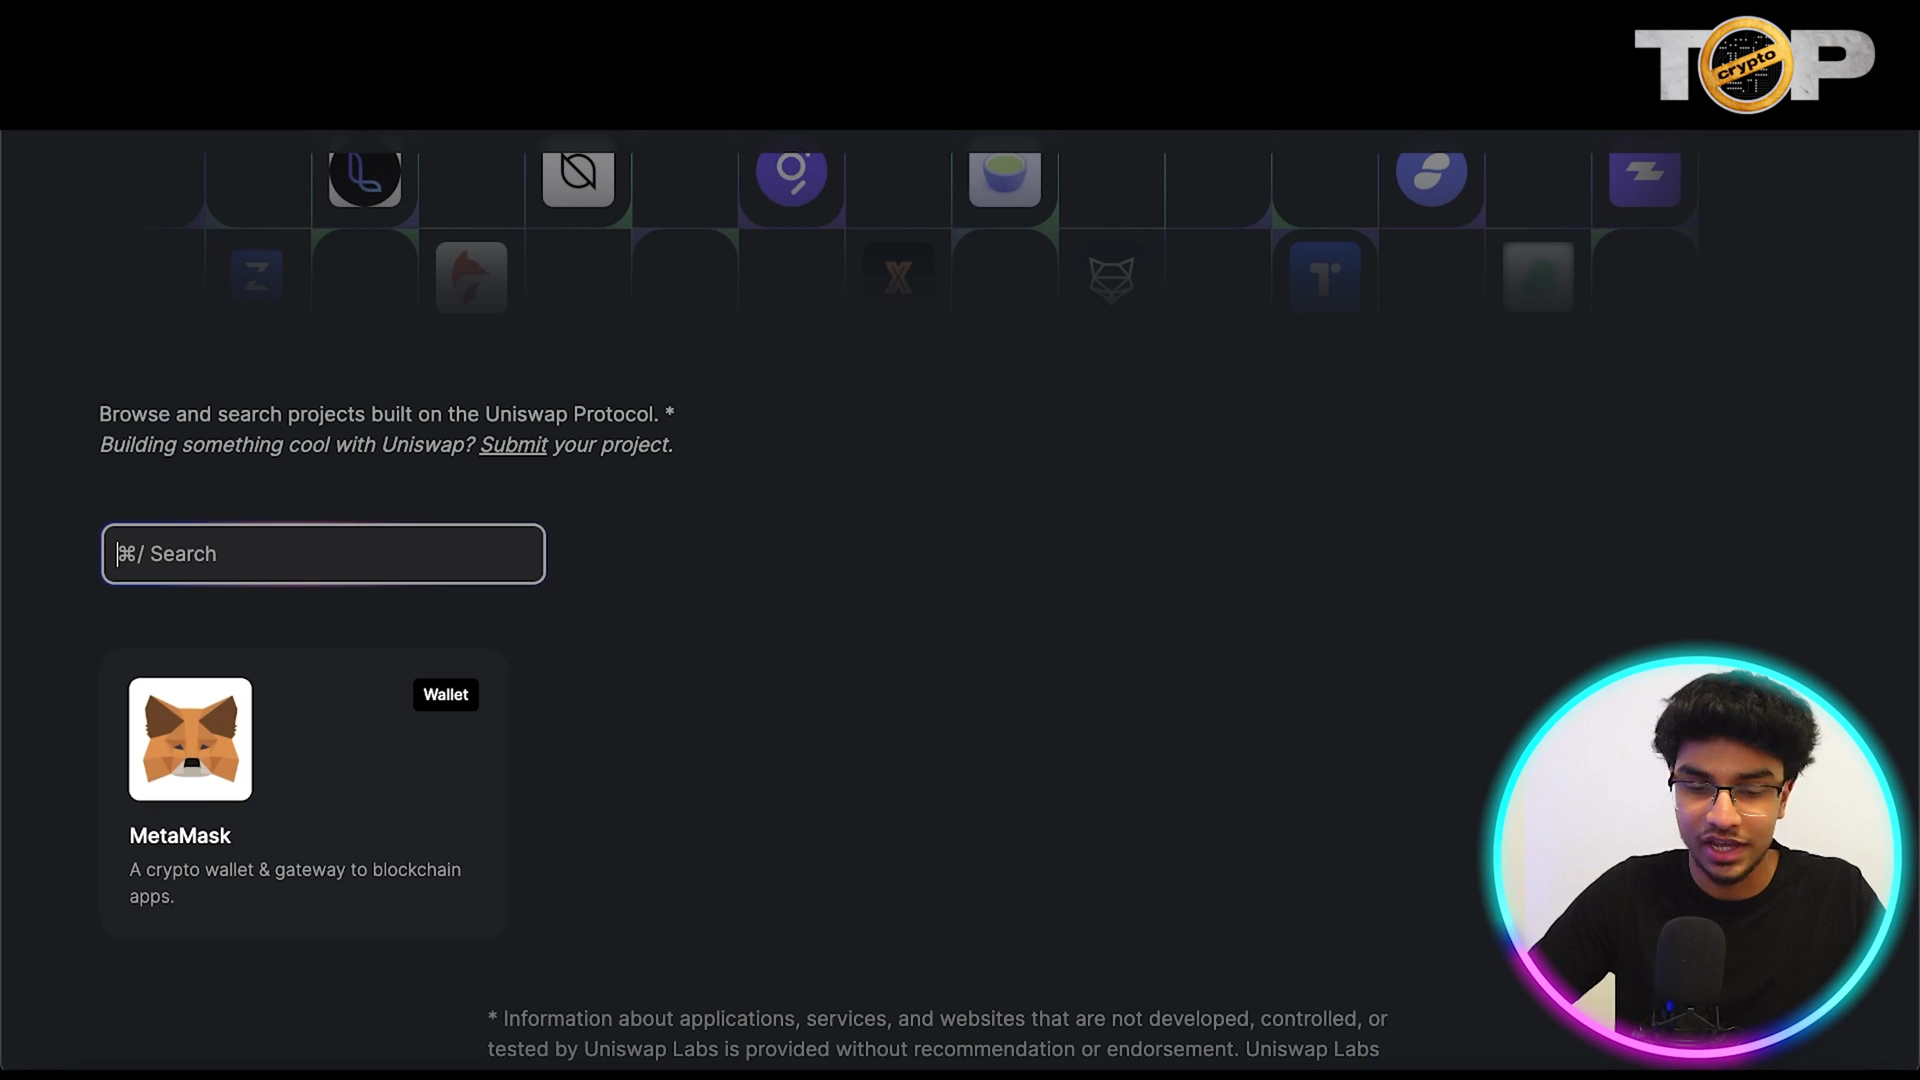 TOP
crypto
Browse and search projects built on the Uniswap Protocol. *
Building something cool with Uniswap? Submit your project.
⌘/ Search
Wallet
MetaMask
A crypto wallet & gateway to blockchain
apps.
* Information about applications, services, and websites that are not developed, controlled, or
tested by Uniswap Labs is provided without recommendation or endorsement. Uniswap Labs